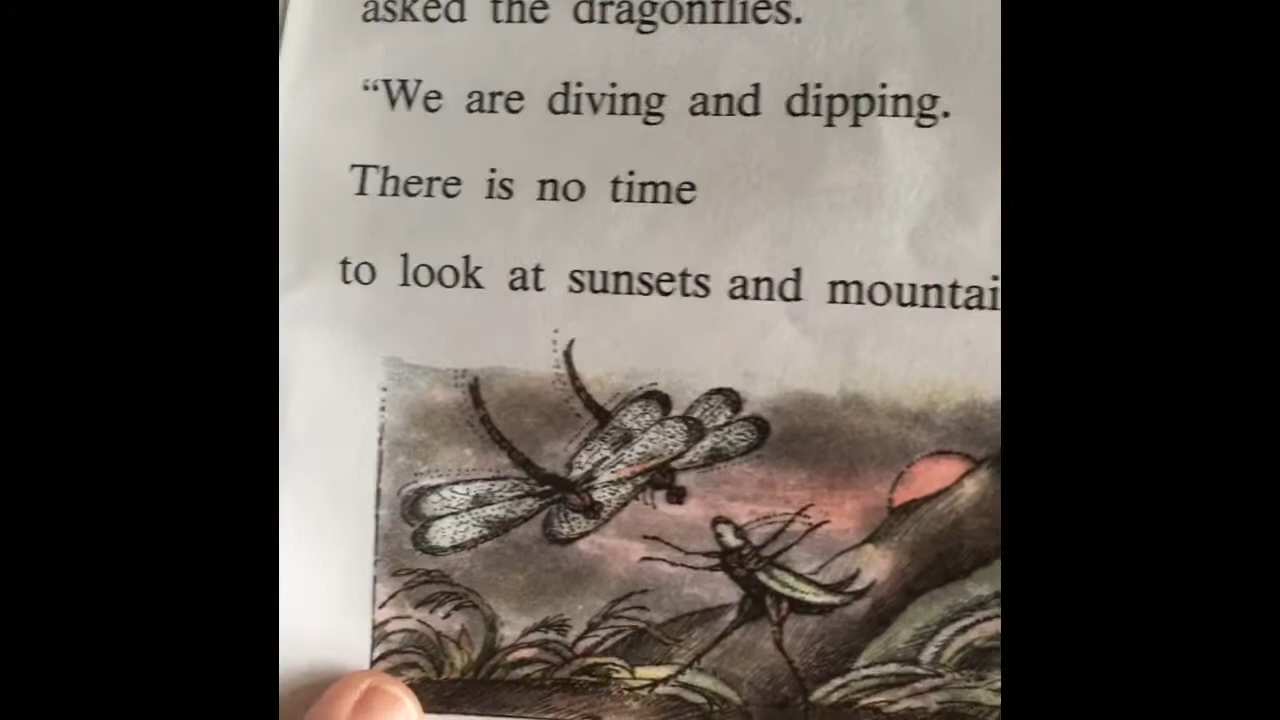 asked the dragonflies.
“We are diving and dipping.
There is no time
to look at sunsets and mountai